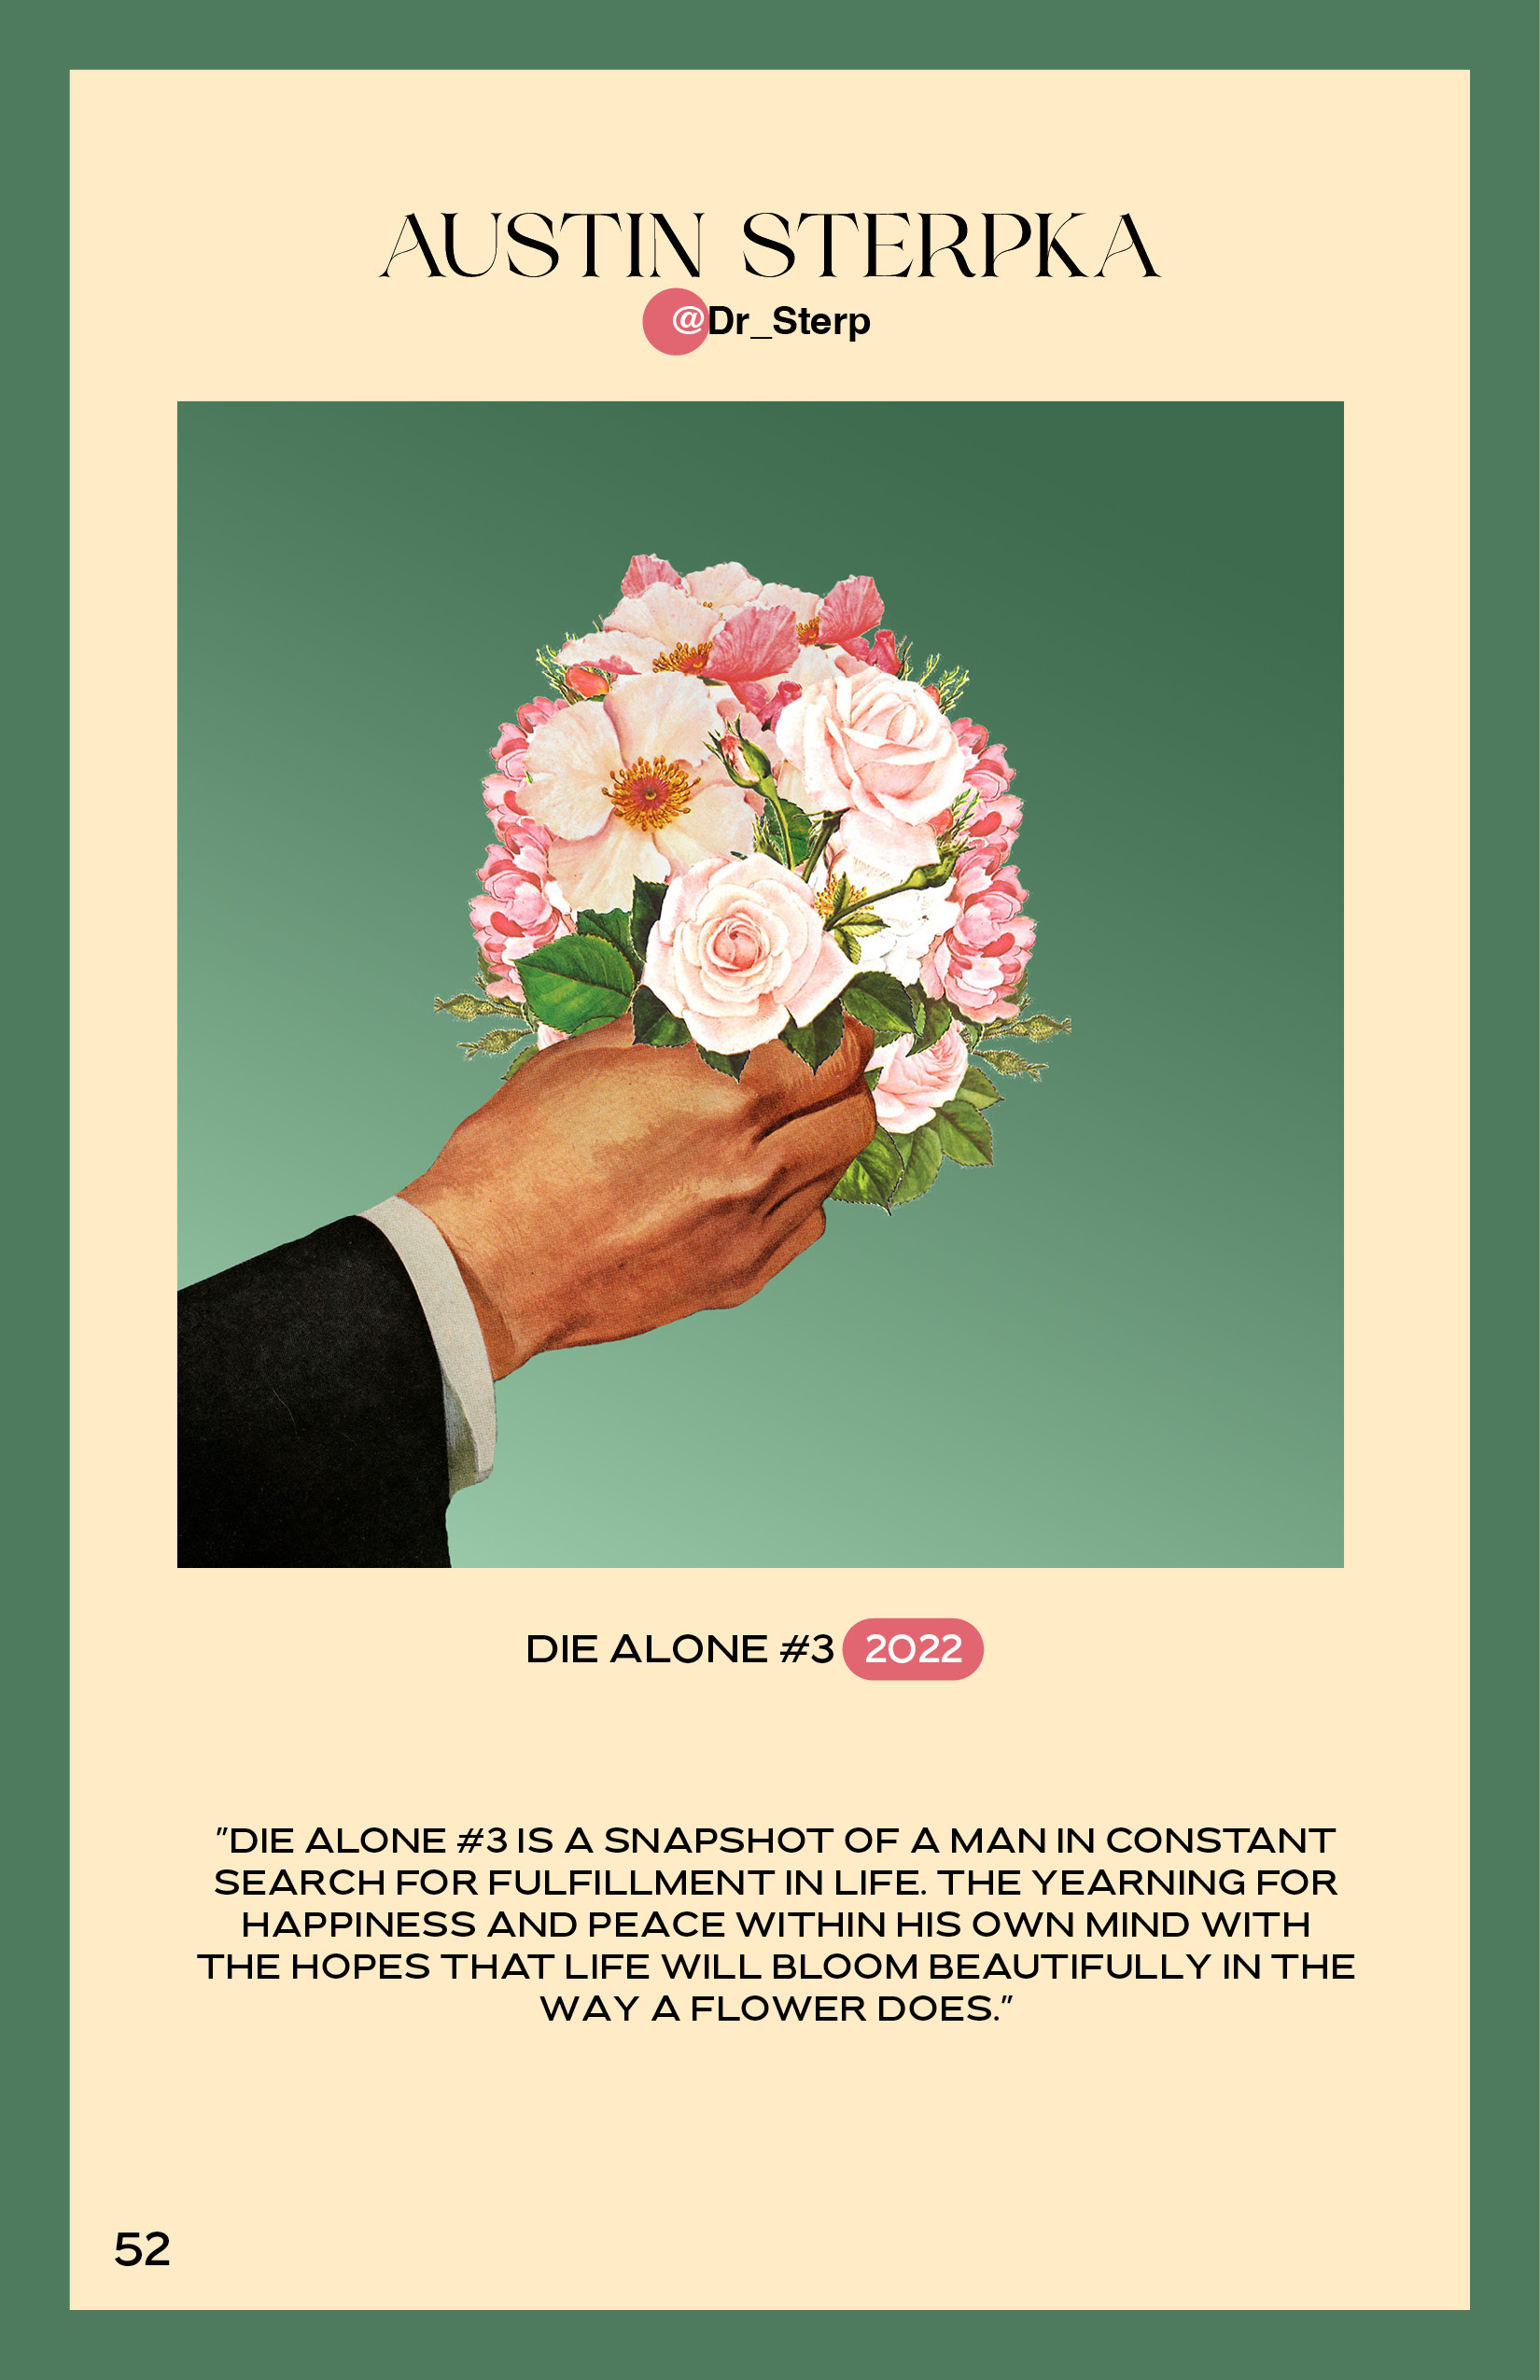 AUSTIN STERPKA
@Dr_Sterp
DIE ALONE #3 2022
"DIE ALONE #3 IS A SNAPSHOT OF A MAN IN CONSTANT
SEARCH FOR FULFILLMENT IN LIFE. THE YEARNING FOR
HAPPINESS AND PEACE WITHIN HIS OWN MIND WITH
THE HOPES THAT LIFE WILL BLOOM BEAUTIFULLY IN THE
WAY A FLOWER DOES."
52